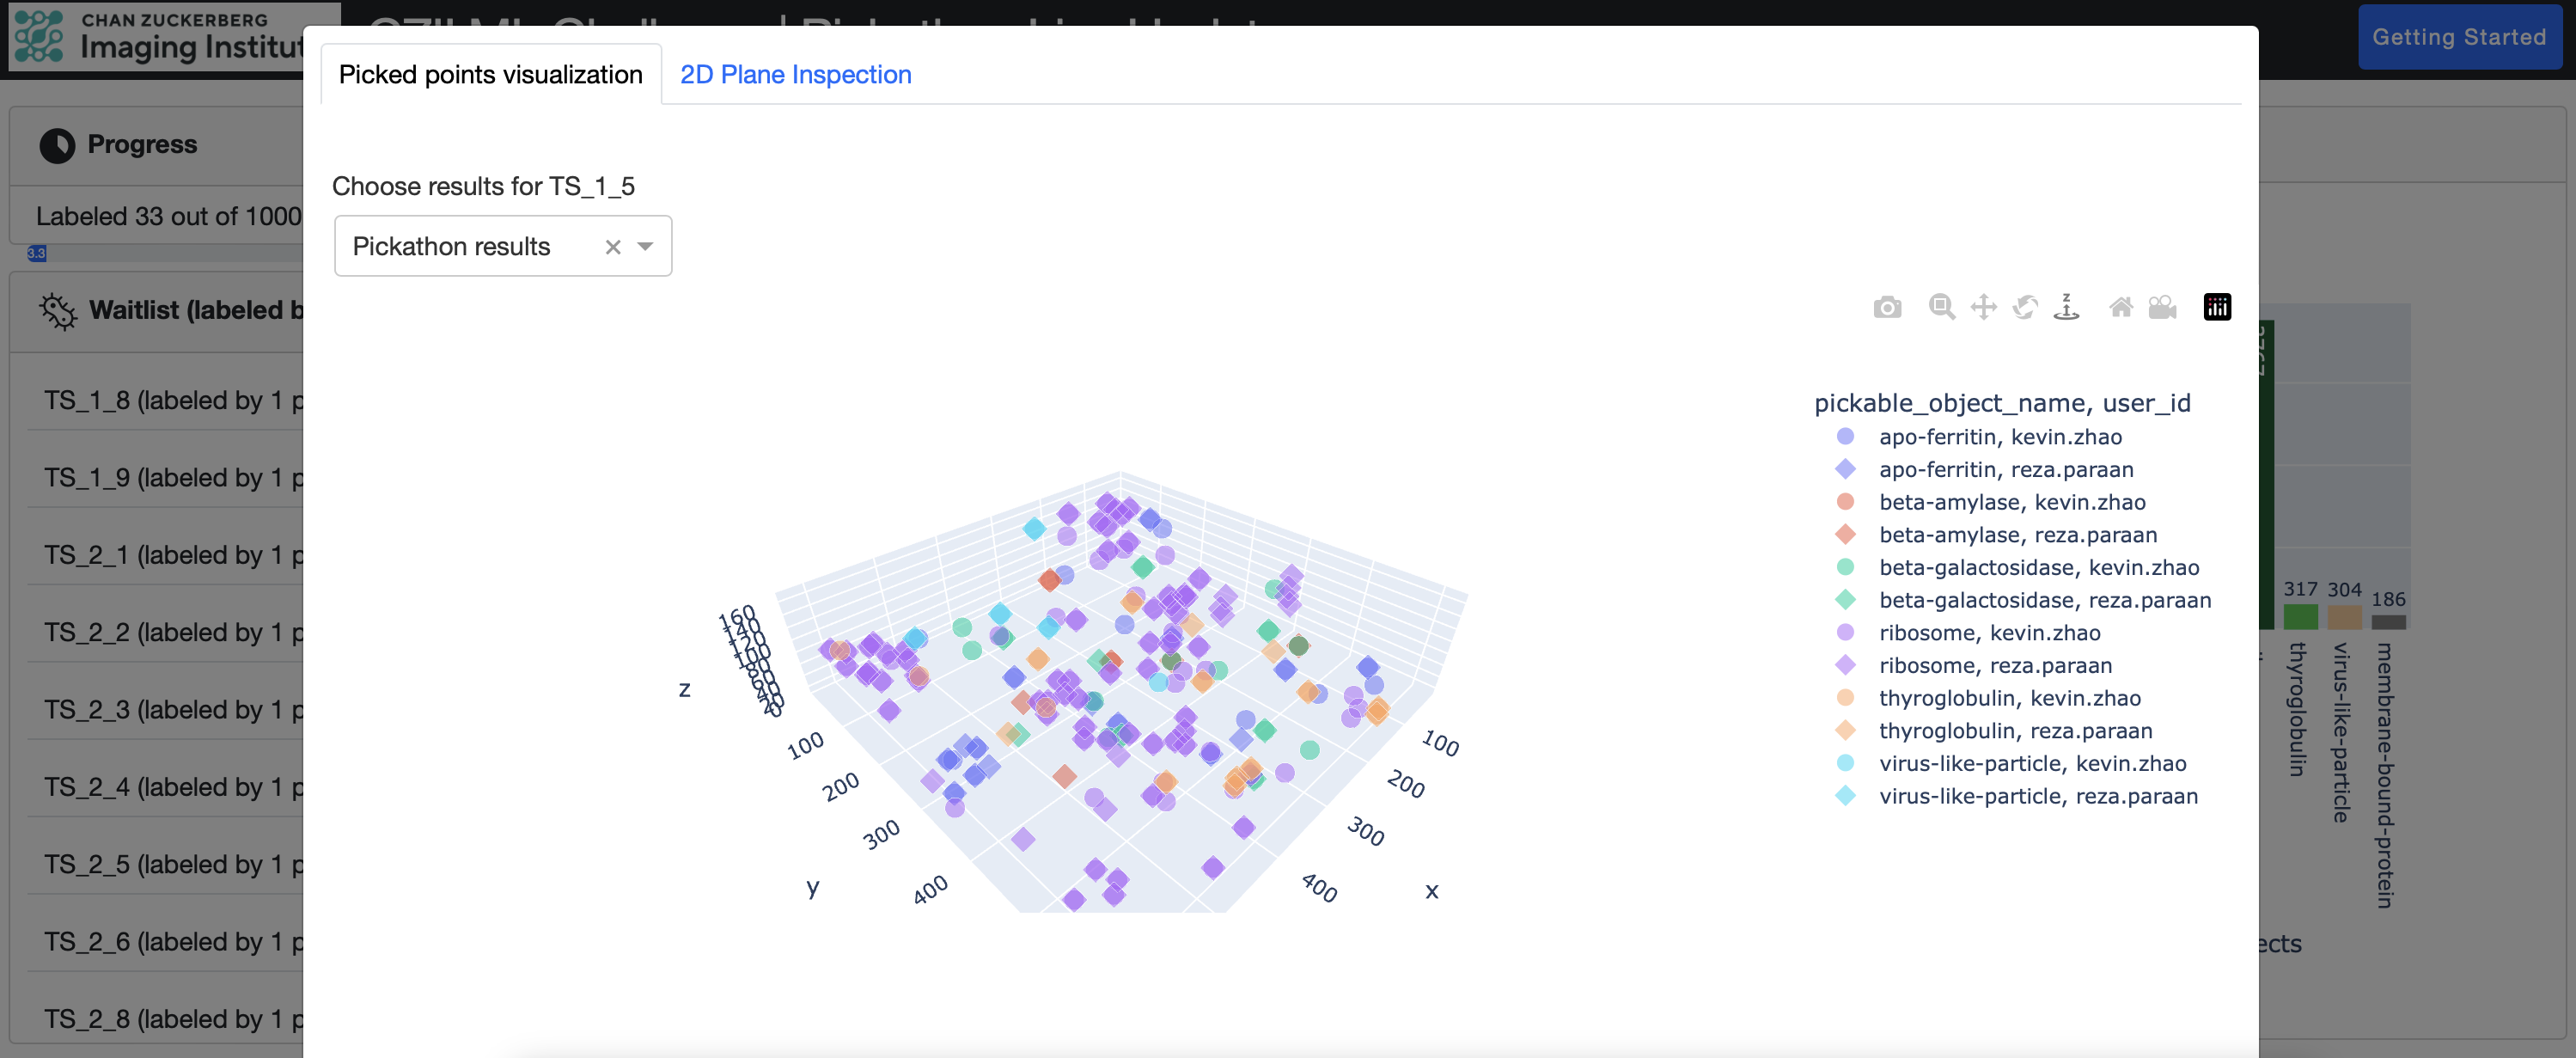 CHAN ZUCKERBERG
Imaging Institut
Getting Started
Picked points visualization
2D Plane Inspection
Progress
Labeled 33 out of 1000
3.3
Waitlist (labeled b
TS_1_8 (labeled by 1 p
TS_1_9 (labeled by 1 p
TS_2_1 (labeled by 1 p
TS_2_2 (labeled by 1 p
TS_2_3 (labeled by 1 p
TS_2_4 (labeled by 1 p
TS_2_5 (labeled by 1 p
TS_2_6 (labeled by 1 p
TS_2_8 (labeled by 1 p
Choose results for TS_1_5
Pickathon results
z
pickable_object_name, user_id
apo-ferritin, kevin.zhao
apo-ferritin, reza.paraan
beta-amylase, kevin.zhao
beta-amylase, reza.paraan
beta-galactosidase, kevin.zhao
beta-galactosidase, reza.paraan
ribosome, kevin.zhao
ribosome, reza.paraan
thyroglobulin, kevin.zhao
thyroglobulin, reza.paraan
virus-like-particle, kevin.zhao
virus-like-particle, reza.paraan
160
140
120
100
80
60
40
20
z
100
200
300
400
y
100
200
300
400
x
317
304
186
thyroglobulin
virus-like-particle
membrane-bound-protein
ects